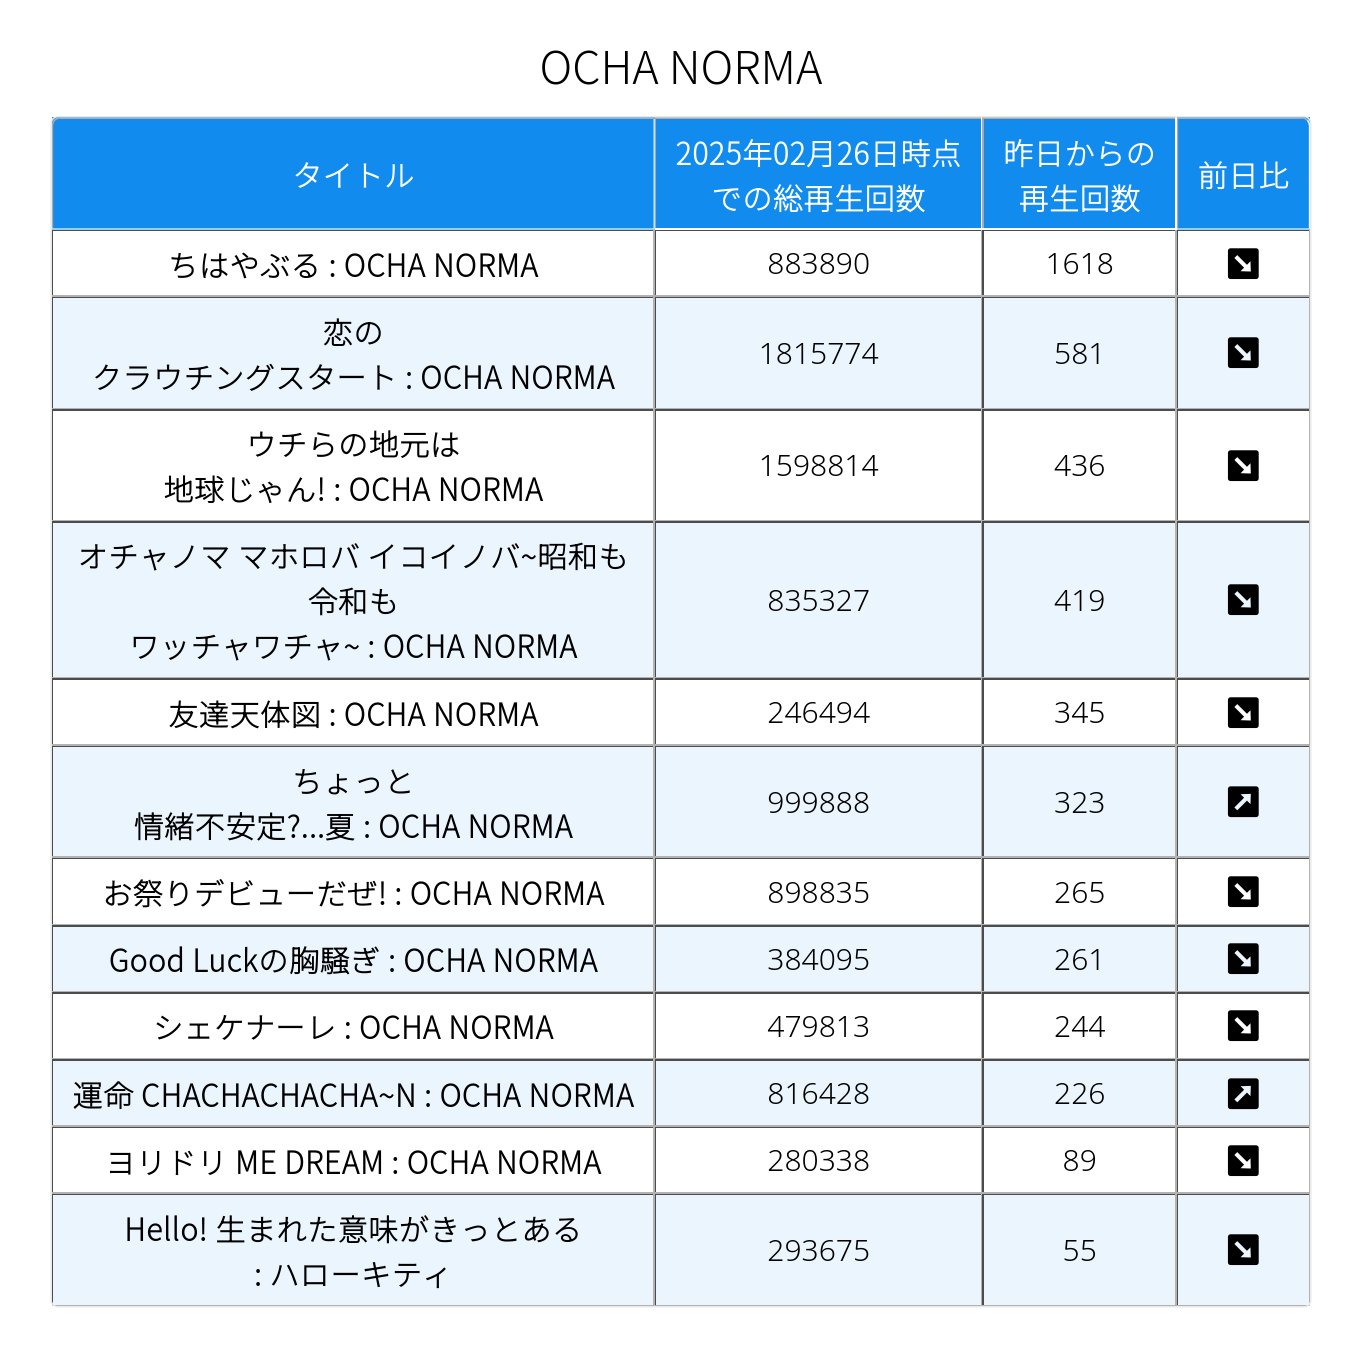 OCHA NORMA
タイトル
2025年02月26日時点
での総再生回数
昨日からの
再生回数
前日比
ちはやぶる : OCHA NORMA
883890
1618
恋の
クラウチングスタート : OCHA NORMA
1815774
581
ウチらの地元は
地球じゃん! : OCHA NORMA
1598814
436
オチャノマ マホロバ イコイノバ~昭和も
令和も
ワッチャワチャ~ : OCHA NORMA
835327
419
友達天体図 : OCHA NORMA
246494
345
ちょっと
情緒不安定?...夏 : OCHA NORMA
999888
323
お祭りデビューだぜ! : OCHA NORMA
898835
265
Good Luckの胸騒ぎ : OCHA NORMA
384095
261
シェケナーレ : OCHA NORMA
479813
244
運命 CHACHACHACHA~N : OCHA NORMA
816428
226
ヨリドリ ME DREAM : OCHA NORMA
280338
89
Hello! 生まれた意味がきっとある
: ハローキティ
293675
55